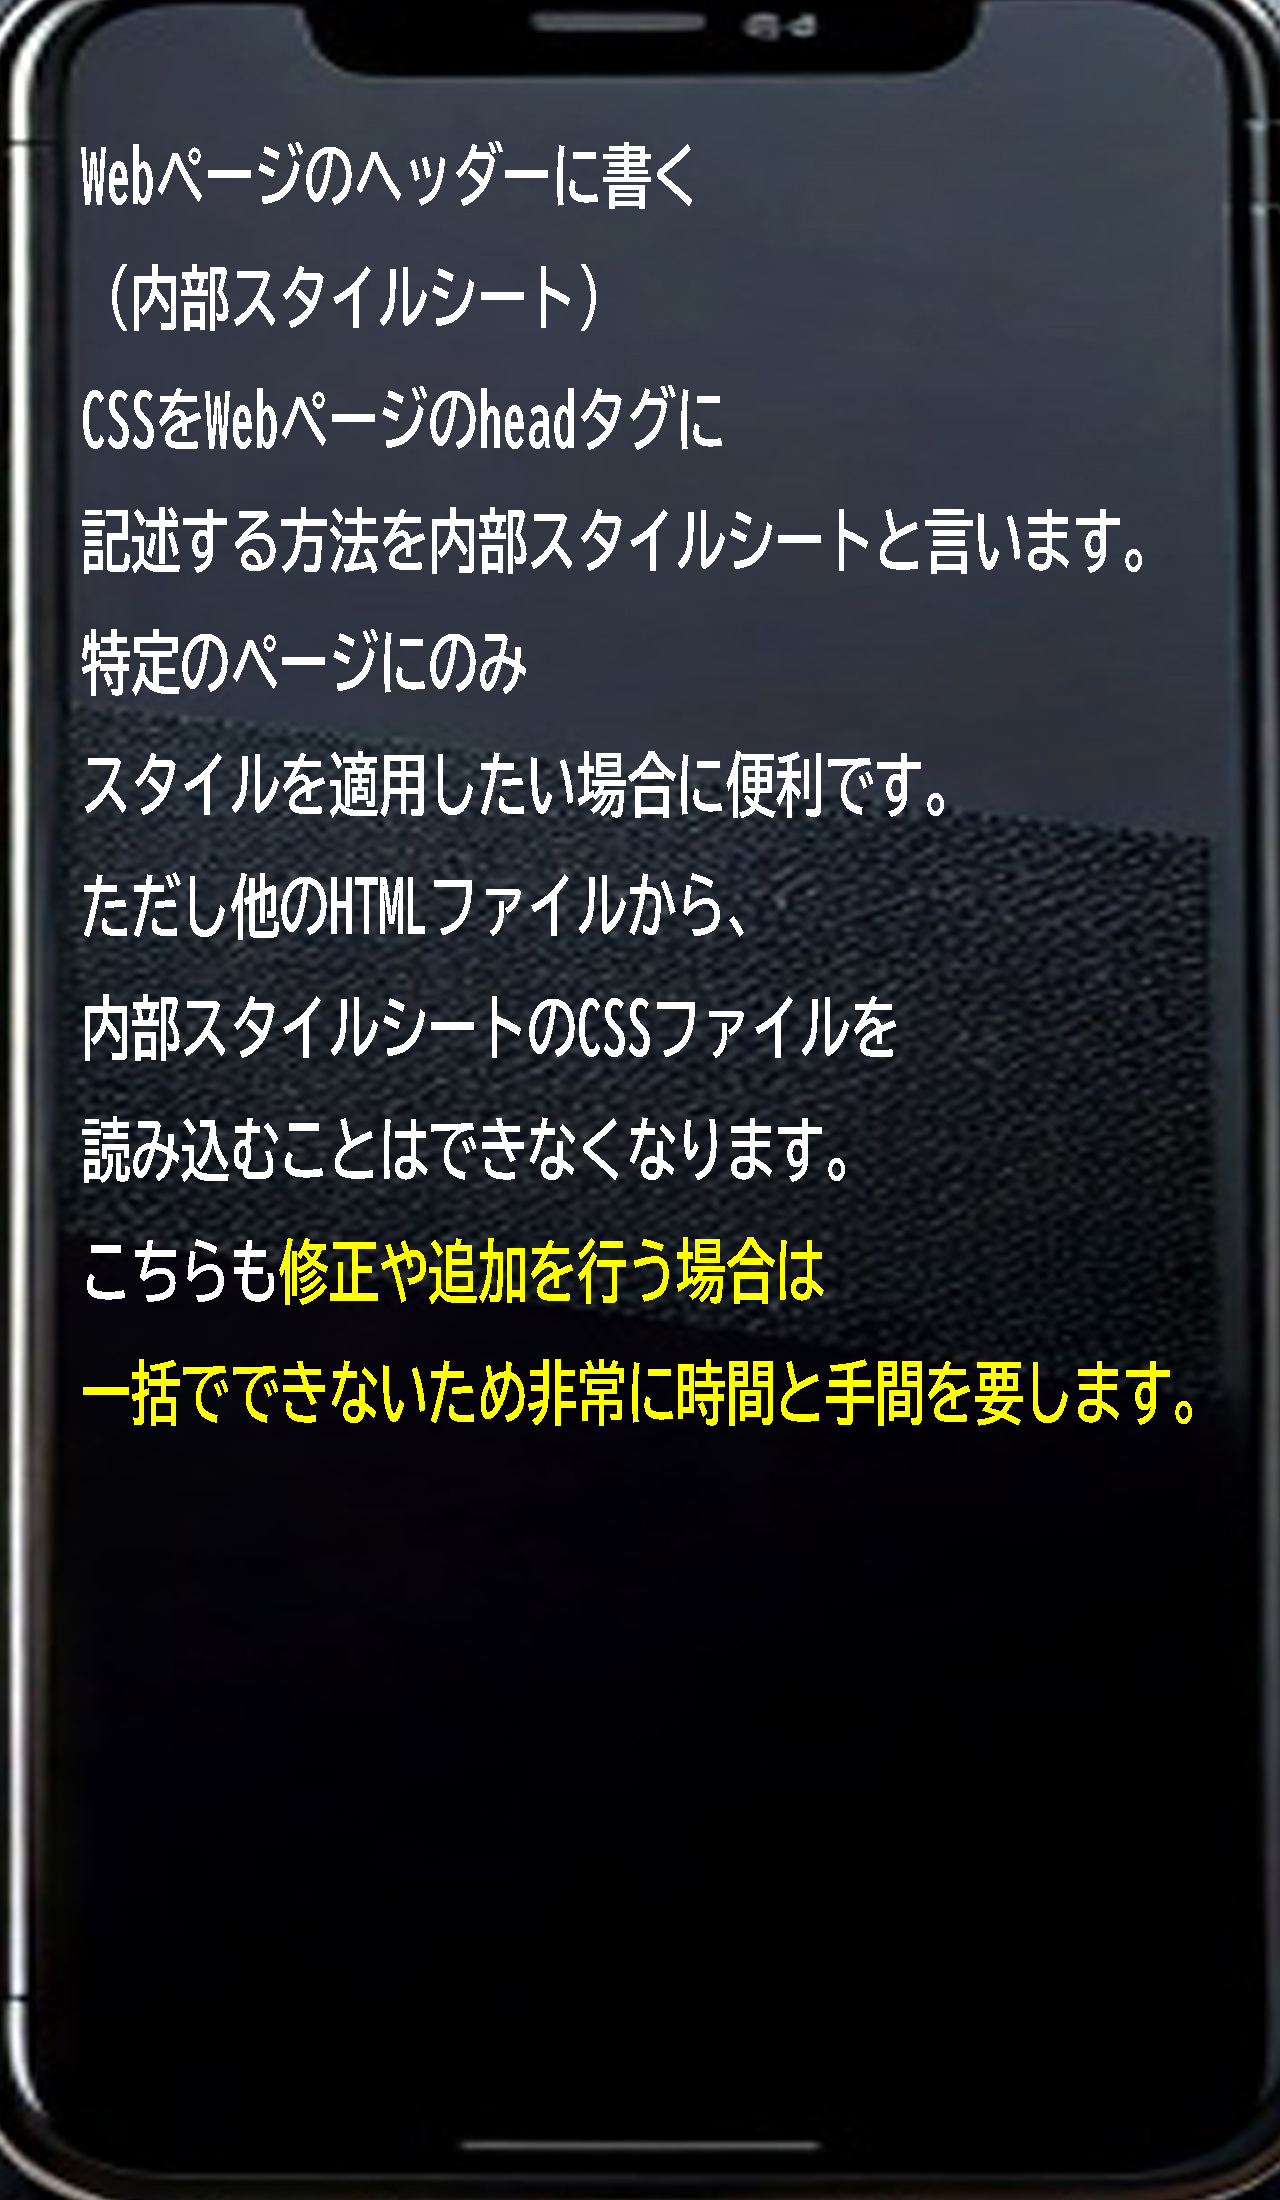 Webページのヘッダーに書く
（内部スタイルシート）
CSSをWebページのheadタグに
記述する方法を内部スタイルシートと言います。
特定のページにのみ
スタイルを適用したい場合に便利です。
ただし他のHTMLファイルから、
内部スタイルシートのCSSファイルを
読み込むことはできなくなります。
こちらも修正や追加を行う場合は
一括でできないため非常に時間と手間を要します。